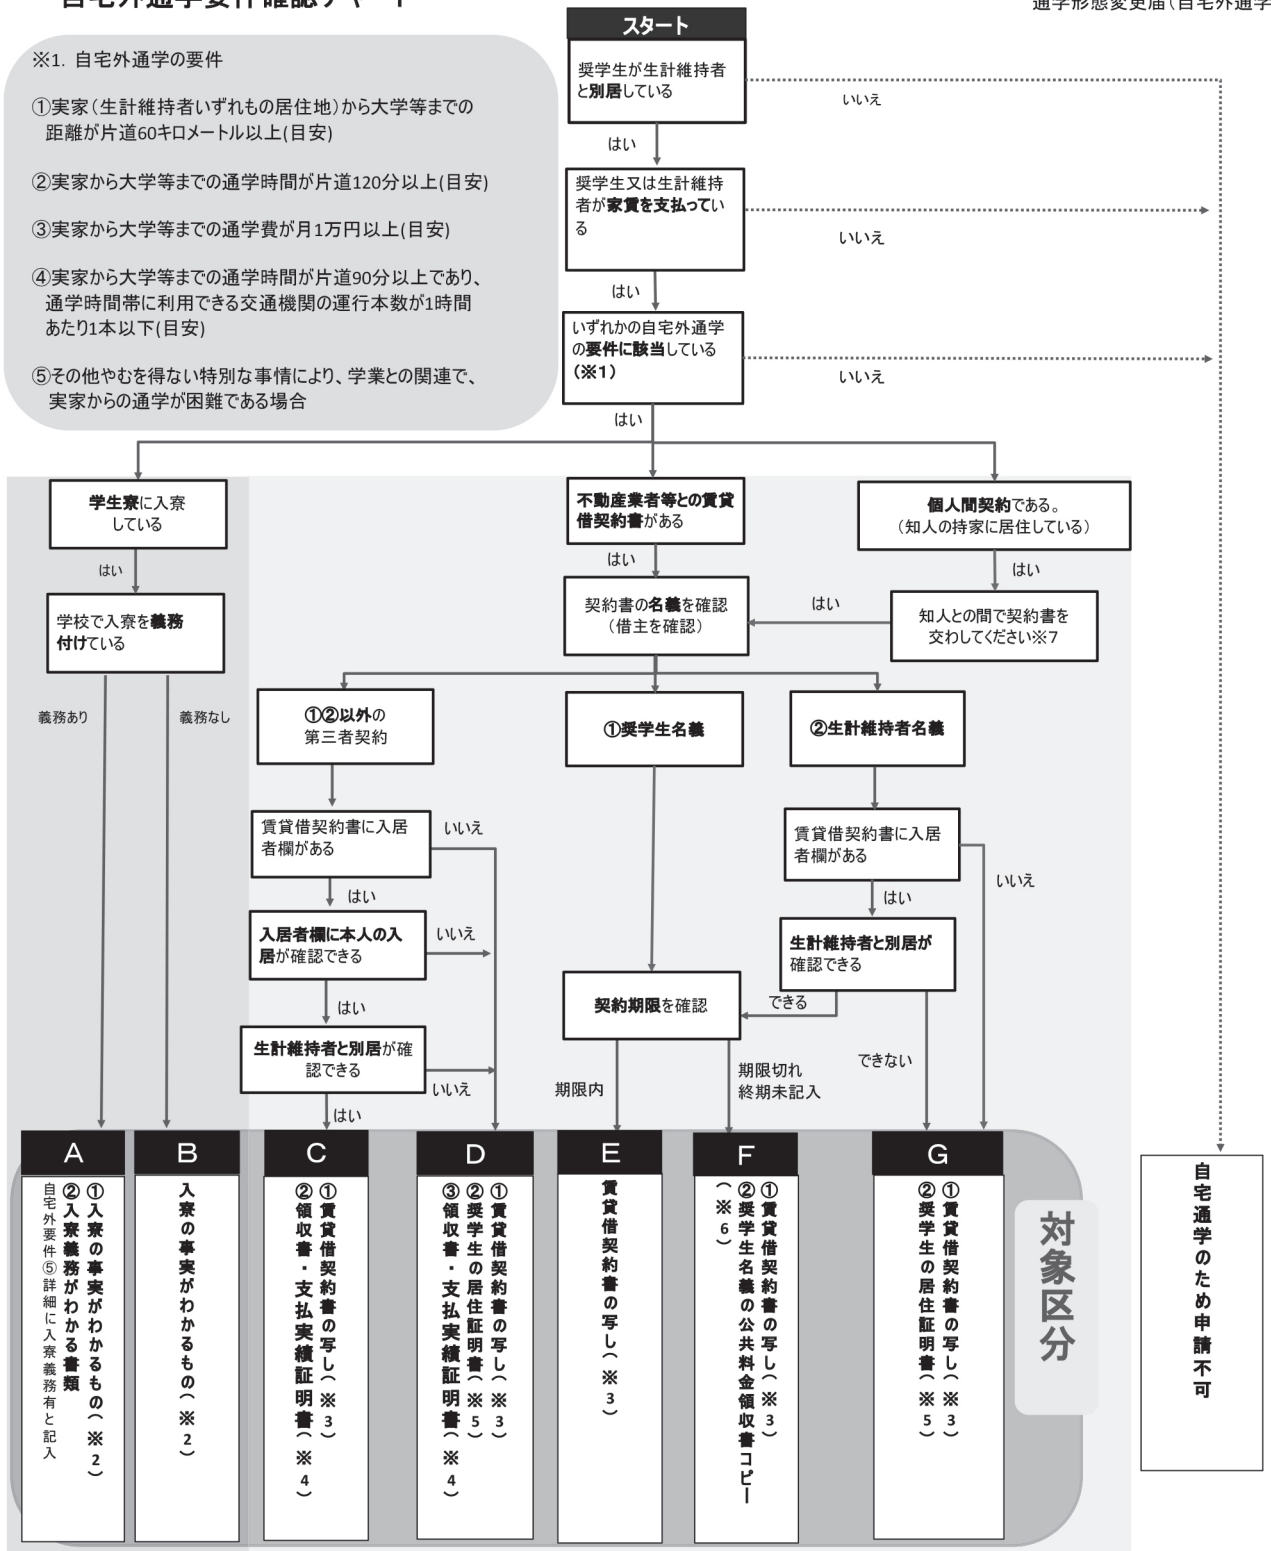 自宅外通学要件確認チャート
通学形態変更届(自宅外通学
※1. 自宅外通学の要件
①実家(生計維持者いずれもの居住地)から大学等までの
距離が片道60キロメートル以上(目安)
②実家から大学等までの通学時間が片道120分以上(目安)
③実家から大学等までの通学費が月1万円以上(目安)
④実家から大学等までの通学時間が片道90分以上であり、
通学時間帯に利用できる交通機関の運行本数が1時間
あたり1本以下(目安)
⑤その他やむを得ない特別な事情により、学業との関連で、
実家からの通学が困難である場合
スタート
奨学生が生計維持者
と別居している
いいえ
はい
奨学生又は生計維持
者が家賃を支払ってい
る
いいえ
はい
いずれかの自宅外通学
の要件に該当している
(※1)
いいえ
はい
学生寮に入寮
している
はい
学校で入寮を義務
付けている
義務あり
義務なし
不動産業者等との賃貸
借契約書がある
はい
契約書の名義を確認
(借主を確認)
個人間契約である。
(知人の持家に居住している)
はい
知人との間で契約書を
交わしてください※7
はい
①②以外の
第三者契約
①奨学生名義
②生計維持者名義
賃貸借契約書に入居
者欄がある
いいえ
はい
入居者欄に本人の入
居が確認できる
いいえ
はい
生計維持者と別居が確
認できる
いいえ
はい
賃貸借契約書に入居
者欄がある
いいえ
はい
生計維持者と別居が
確認できる
できる
できない
契約期限を確認
期限内
期限切れ
終期未記入
A
①入寮の事実がわかるもの(※2)
②入寮義務がわかる書類
自宅外要件⑤詳細に入寮義務有と記入
B
入寮の事実がわかるもの(※2)
C
①賃貸借契約書の写し(※3)
②領収書・支払実績証明書(※4)
D
①賃貸借契約書の写し(※3)
②奨学生の居住証明書(※5)
③領収書・支払実績証明書(※4)
E
賃貸借契約書の写し(※3)
F
①賃貸借契約書の写し(※3)
②奨学生名義の公共料金領収書コピー
(※6)
G
①賃貸借契約書の写し(※3)
②奨学生の居住証明書(※5)
対象区分
自宅通学のため申請不可